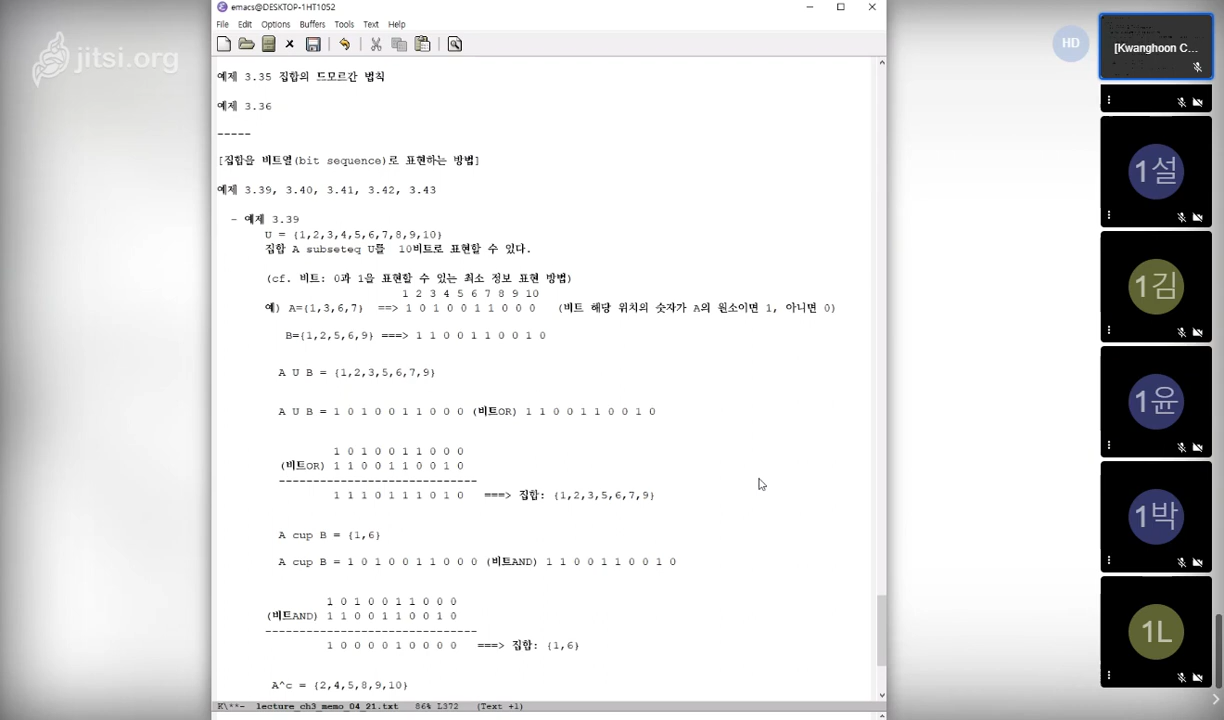 emacs@DESKTOP-1HT1052
File Edit Options Buffers Tools Text Help
jitsi.org
예제 3.35 집합의 드모르간 법칙
예제 3.36
-----
[집합을 비트열(bit sequence)로 표현하는 방법]
예제 3.39, 3.40, 3.41, 3.42, 3.43
- 예제 3.39
U = {1,2,3,4,5,6,7,8,9,10}
집합 A subseteq U를 10비트로 표현할 수 있다.
(cf. 비트: 0과 1을 표현할 수 있는 최소 정보 표현 방법)
1 2 3 4 5 6 7 8 9 10
예) A={1,3,6,7} ==> 1 0 1 0 0 1 1 0 0 0 (비트 해당 위치의 숫자가 A의 원소이면 1, 아니면 0)
B={1,2,5,6,9} ===> 1 1 0 0 1 1 0 0 1 0
A U B = {1,2,3,5,6,7,9}
A U B = 1 0 1 0 0 1 1 0 0 0 (비트OR) 1 1 0 0 1 1 0 0 1 0
1 0 1 0 0 1 1 0 0 0
(비트OR) 1 1 0 0 1 1 0 0 1 0
-----------------------------
1 1 1 0 1 1 1 0 1 0 ===> 집합: {1,2,3,5,6,7,9}
A cup B = {1,6}
A cup B = 1 0 1 0 0 1 1 0 0 0 (비트AND) 1 1 0 0 1 1 0 0 1 0
1 0 1 0 0 1 1 0 0 0
(비트AND) 1 1 0 0 1 1 0 0 1 0
-------------------------------
1 0 0 0 0 1 0 0 0 0 ===> 집합: {1,6}
A^c = {2,4,5,8,9,10}
K\**- lecture_ch3_memo_04_21.txt 86% L372 (Text +1)
HD
[Kwanghoon C...
1설
1김
1윤
1박
1L